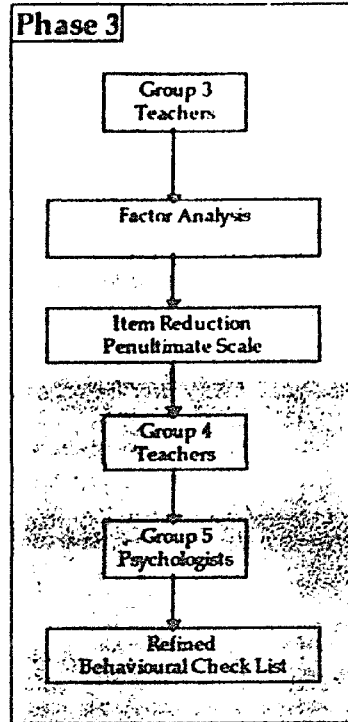 Phase 3
Group 3
Teachers
Factor Analysis
Item Reduction
Penultimate Scale
Group 4
Teachers
Group 5
Psychologists
Refined
Behavioural Check List